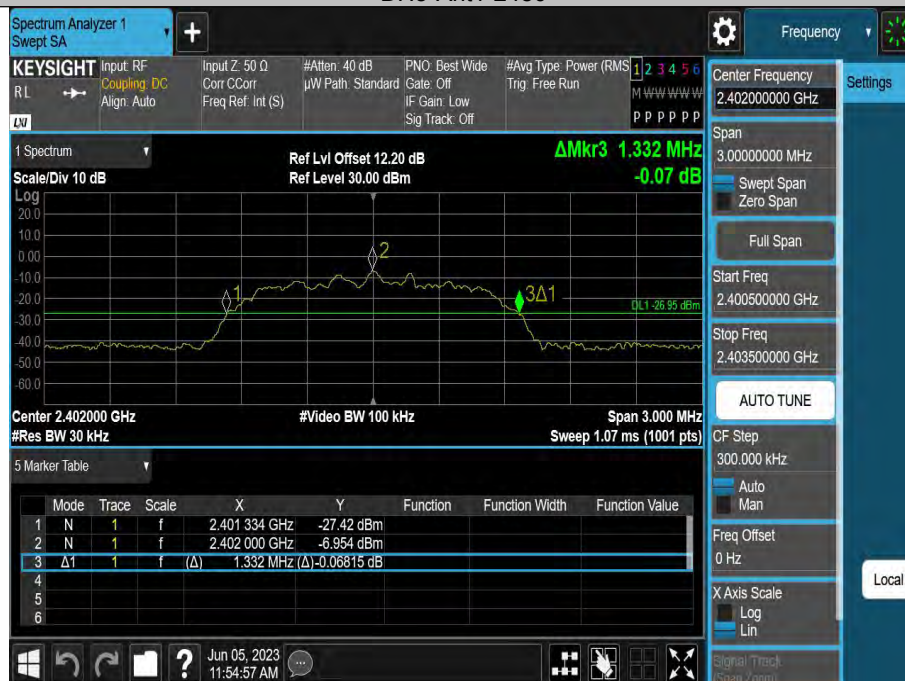 Spectrum Analyzer 1
Swept SA
+
Frequency
KEYSIGHT
RL
LXI
Input: RF
Coupling: DC
Align: Auto
Input Z: 50 Ω
Corr CCorr
Freq Ref: Int (S)
#Atten: 40 dB
µW Path: Standard
PNO: Best Wide
Gate: Off
IF Gain: Low
Sig Track: Off
#Avg Type: Power (RMS
Trig: Free Run
1 2 3 4 5 6
M W W W W W
P P P P P P
Center Frequency
2.402000000 GHz
Settings
Span
3.00000000 MHz
Swept Span
Zero Span
Full Span
Start Freq
2.400500000 GHz
Stop Freq
2.403500000 GHz
AUTO TUNE
CF Step
300.000 kHz
Auto
Man
Freq Offset
0 Hz
X Axis Scale
Log
Lin
Signal Track
(Span Zoom)
Local
1 Spectrum
Scale/Div 10 dB
Ref Lvl Offset 12.20 dB
Ref Level 30.00 dBm
ΔMkr3 1.332 MHz
-0.07 dB
Log
20.0
10.0
0.00
-10.0
-20.0
-30.0
-40.0
-50.0
-60.0
1
2
3Δ1
DL1 -26.95 dBm
Center 2.402000 GHz
#Video BW 100 kHz
Span 3.000 MHz
#Res BW 30 kHz
Sweep 1.07 ms (1001 pts)
5 Marker Table
Mode Trace Scale X Y Function Function Width Function Value
1 N 1 f 2.401 334 GHz -27.42 dBm
2 N 1 f 2.402 000 GHz -6.954 dBm
3 Δ1 1 f (Δ) 1.332 MHz (Δ) -0.06815 dB
4
5
6
?
Jun 05, 2023
11:54:57 AM